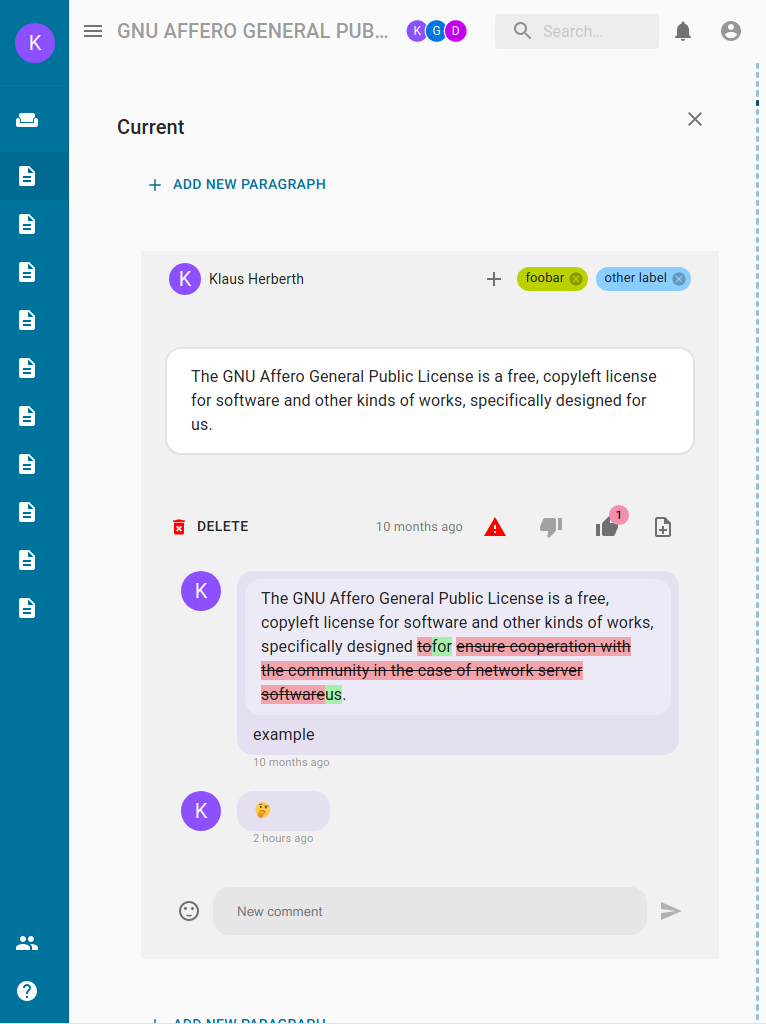 K
GNU AFFERO GENERAL PUB…
K G D
Search…
Current
ADD NEW PARAGRAPH
K Klaus Herberth
foobar
other label
The GNU Affero General Public License is a free, copyleft license
for software and other kinds of works, specifically designed for
us.
DELETE
10 months ago
1
K
The GNU Affero General Public License is a free,
copyleft license for software and other kinds of works,
specifically designed tofor ensure cooperation with
the community in the case of network server
softwareus.
example
10 months ago
K
🤔
2 hours ago
New comment
ADD NEW PARAGRAPH